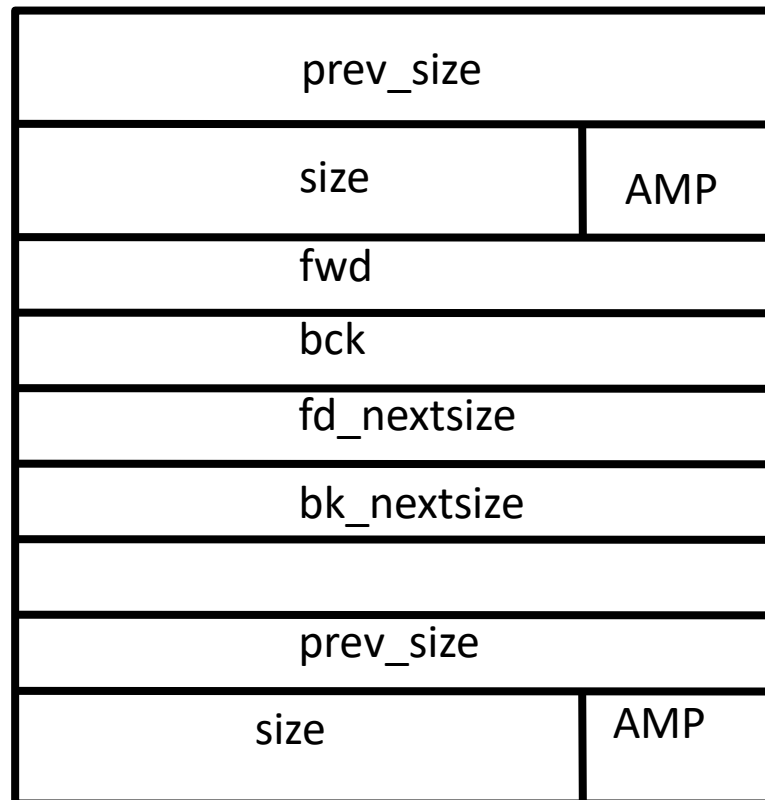 prev_size
size AMP
fwd
bck
fd_nextsize
bk_nextsize
prev_size
size AMP